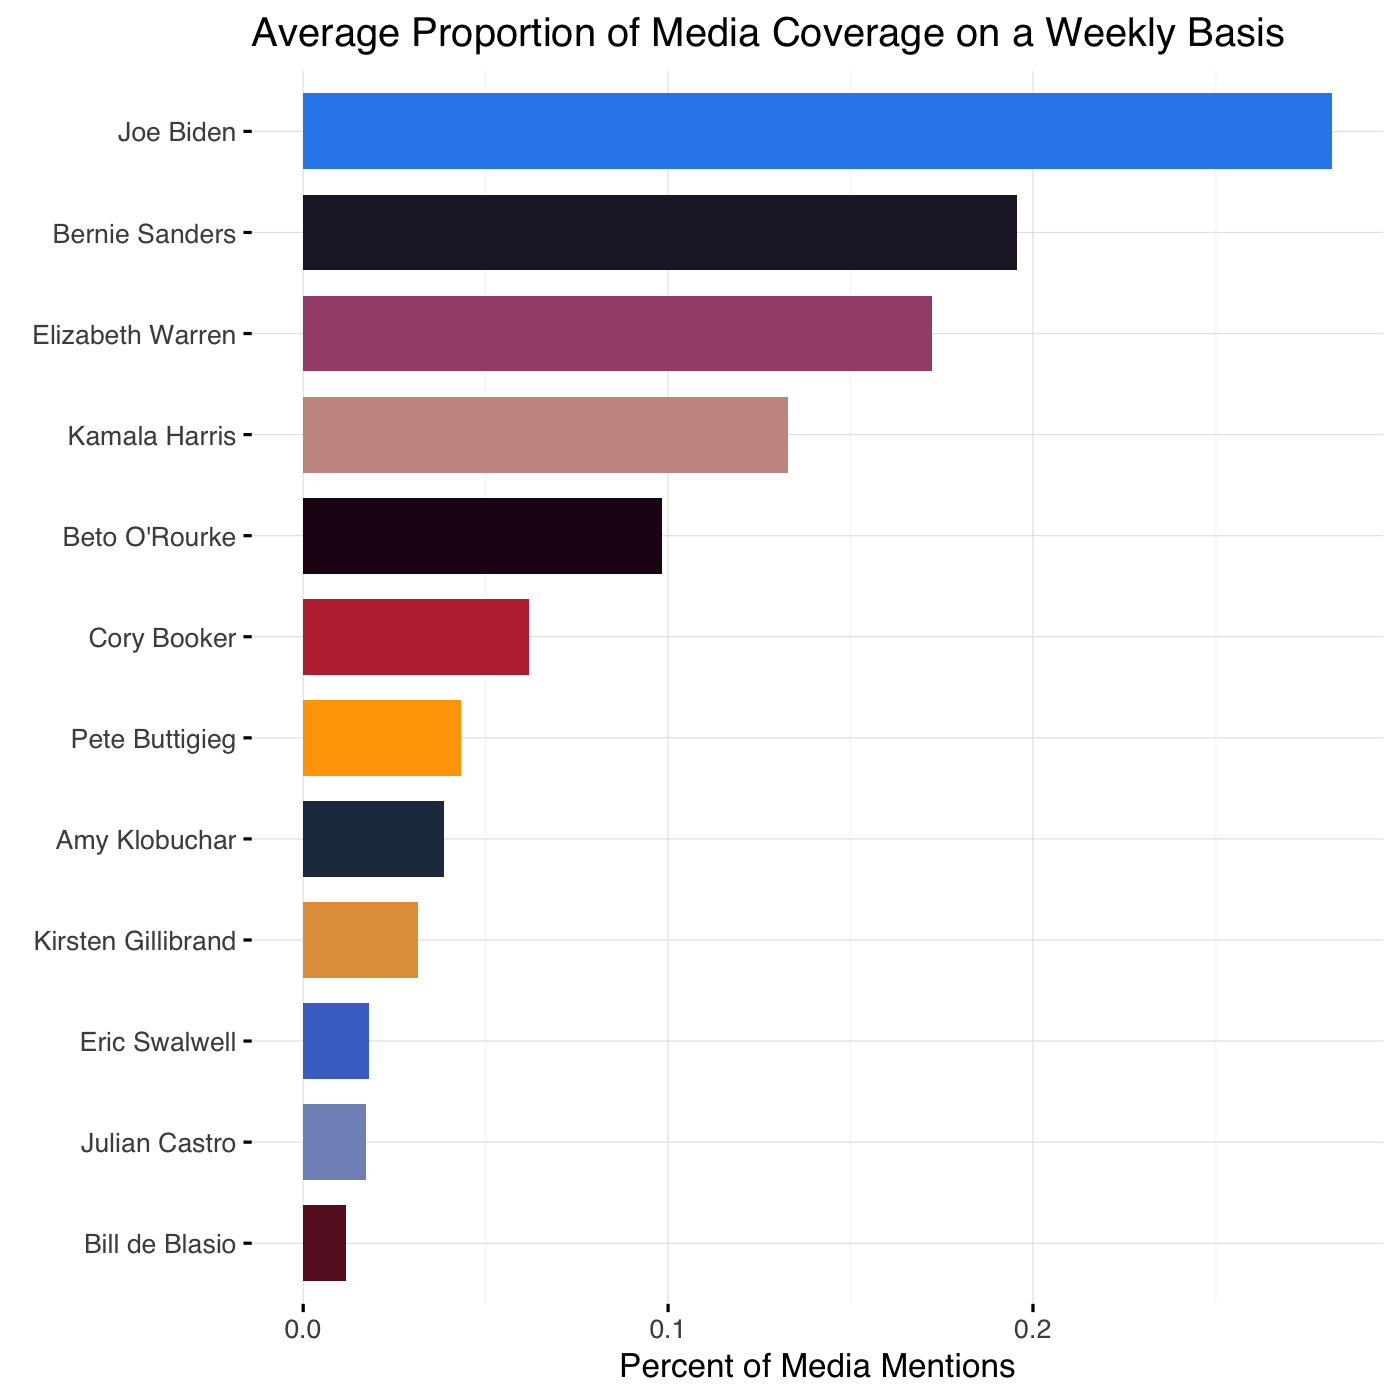 Average Proportion of Media Coverage on a Weekly Basis
Joe Biden
Bernie Sanders
Elizabeth Warren
Kamala Harris
Beto O'Rourke
Cory Booker
Pete Buttigieg
Amy Klobuchar
Kirsten Gillibrand
Eric Swalwell
Julian Castro
Bill de Blasio
0.0 0.1 0.2
Percent of Media Mentions